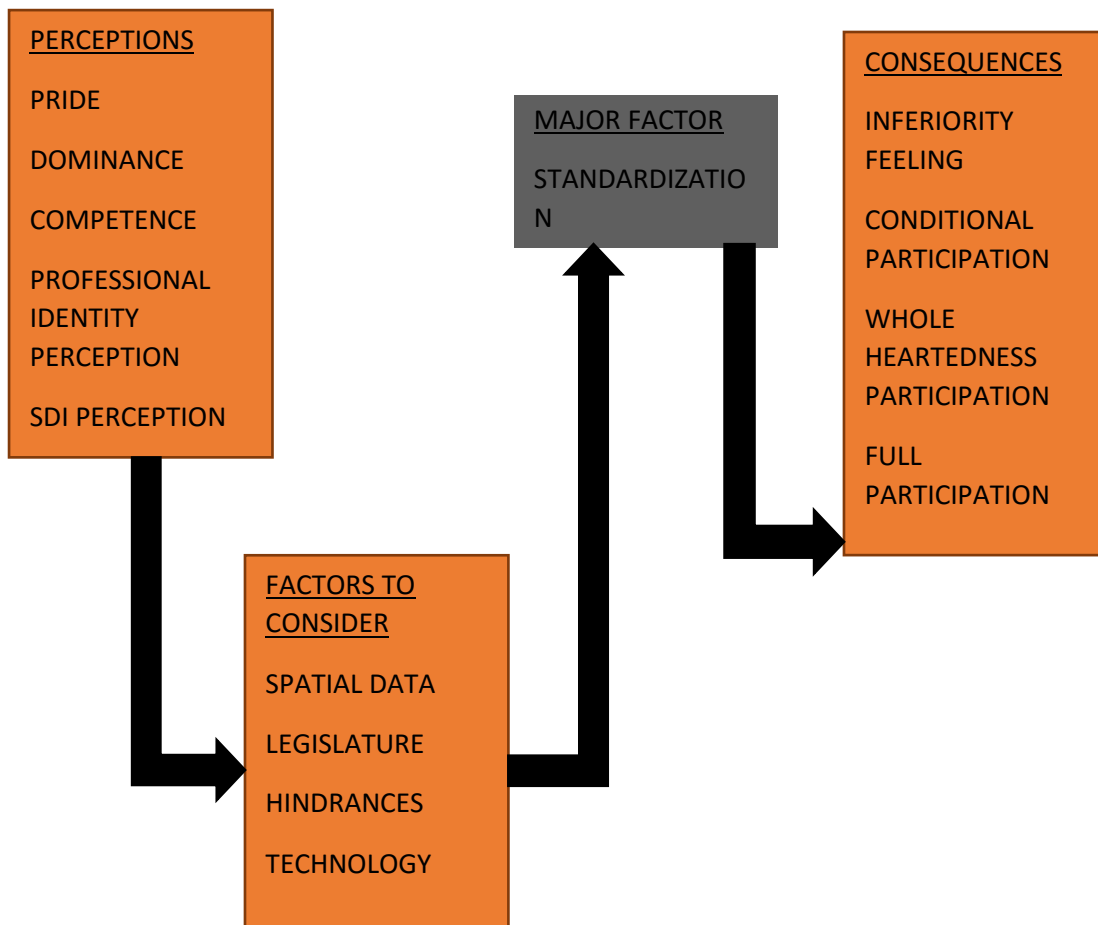 PERCEPTIONS
PRIDE
DOMINANCE
COMPETENCE
PROFESSIONAL
IDENTITY
PERCEPTION
SDI PERCEPTION
FACTORS TO
CONSIDER
SPATIAL DATA
LEGISLATURE
HINDRANCES
TECHNOLOGY
MAJOR FACTOR
STANDARDIZATIO
N
CONSEQUENCES
INFERIORITY
FEELING
CONDITIONAL
PARTICIPATION
WHOLE
HEARTEDNESS
PARTICIPATION
FULL
PARTICIPATION